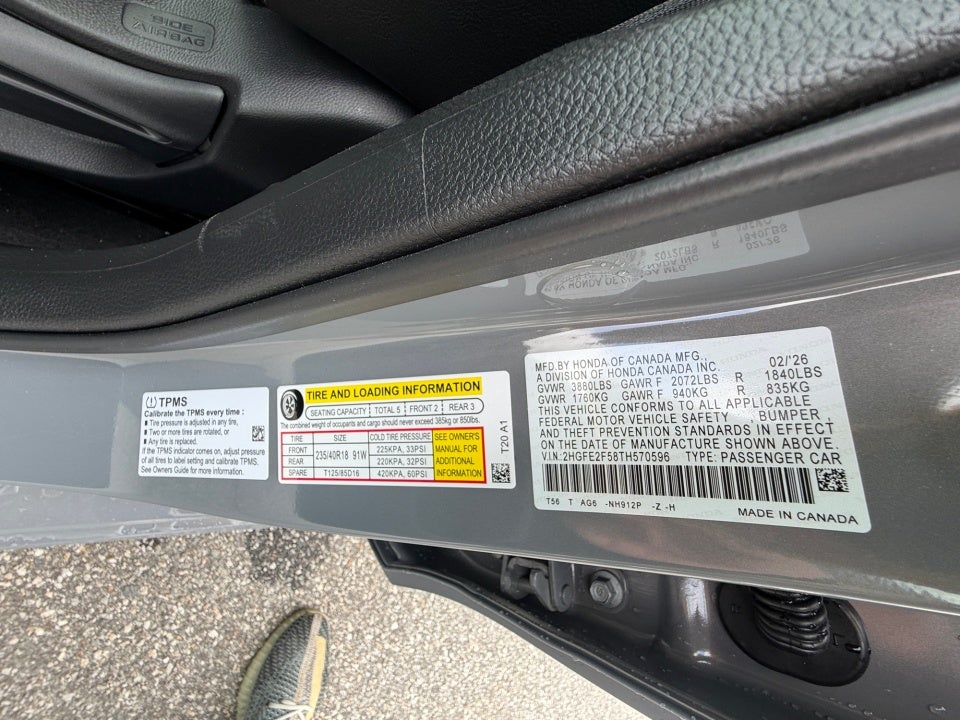 SIDE
AIRBAG
TPMS
Calibrate the TPMS every time :
■ Tire pressure is adjusted in any tire,
■ Two or more tires are rotated, or
■ Any tire is replaced.
If the TPMS indicator comes on, adjust pressure
of all tires to label setting and calibrate TPMS.
See Owners Guide for more information.
TIRE AND LOADING INFORMATION
SEATING CAPACITY TOTAL 5 FRONT 2 REAR 3
The combined weight of occupants and cargo should never exceed 385kg or 850lbs.
TIRE SIZE COLD TIRE PRESSURE SEE OWNER'S
FRONT 235/40R18 91W 225KPA, 33PSI MANUAL FOR
REAR 220KPA, 32PSI ADDITIONAL
SPARE T125/85D16 420KPA, 60PSI INFORMATION
T20 A1
MFD.BY HONDA OF CANADA MFG., 02/'26
A DIVISION OF HONDA CANADA INC.
GVWR 3880LBS GAWR F 2072LBS R 1840LBS
GVWR 1760KG GAWR F 940KG R 835KG
THIS VEHICLE CONFORMS TO ALL APPLICABLE
FEDERAL MOTOR VEHICLE SAFETY, BUMPER
AND THEFT PREVENTION STANDARDS IN EFFECT
ON THE DATE OF MANUFACTURE SHOWN ABOVE.
V.I.N:2HGFE2F58TH570596 TYPE: PASSENGER CAR
T56 T AG6 -NH912P -Z -H
MADE IN CANADA